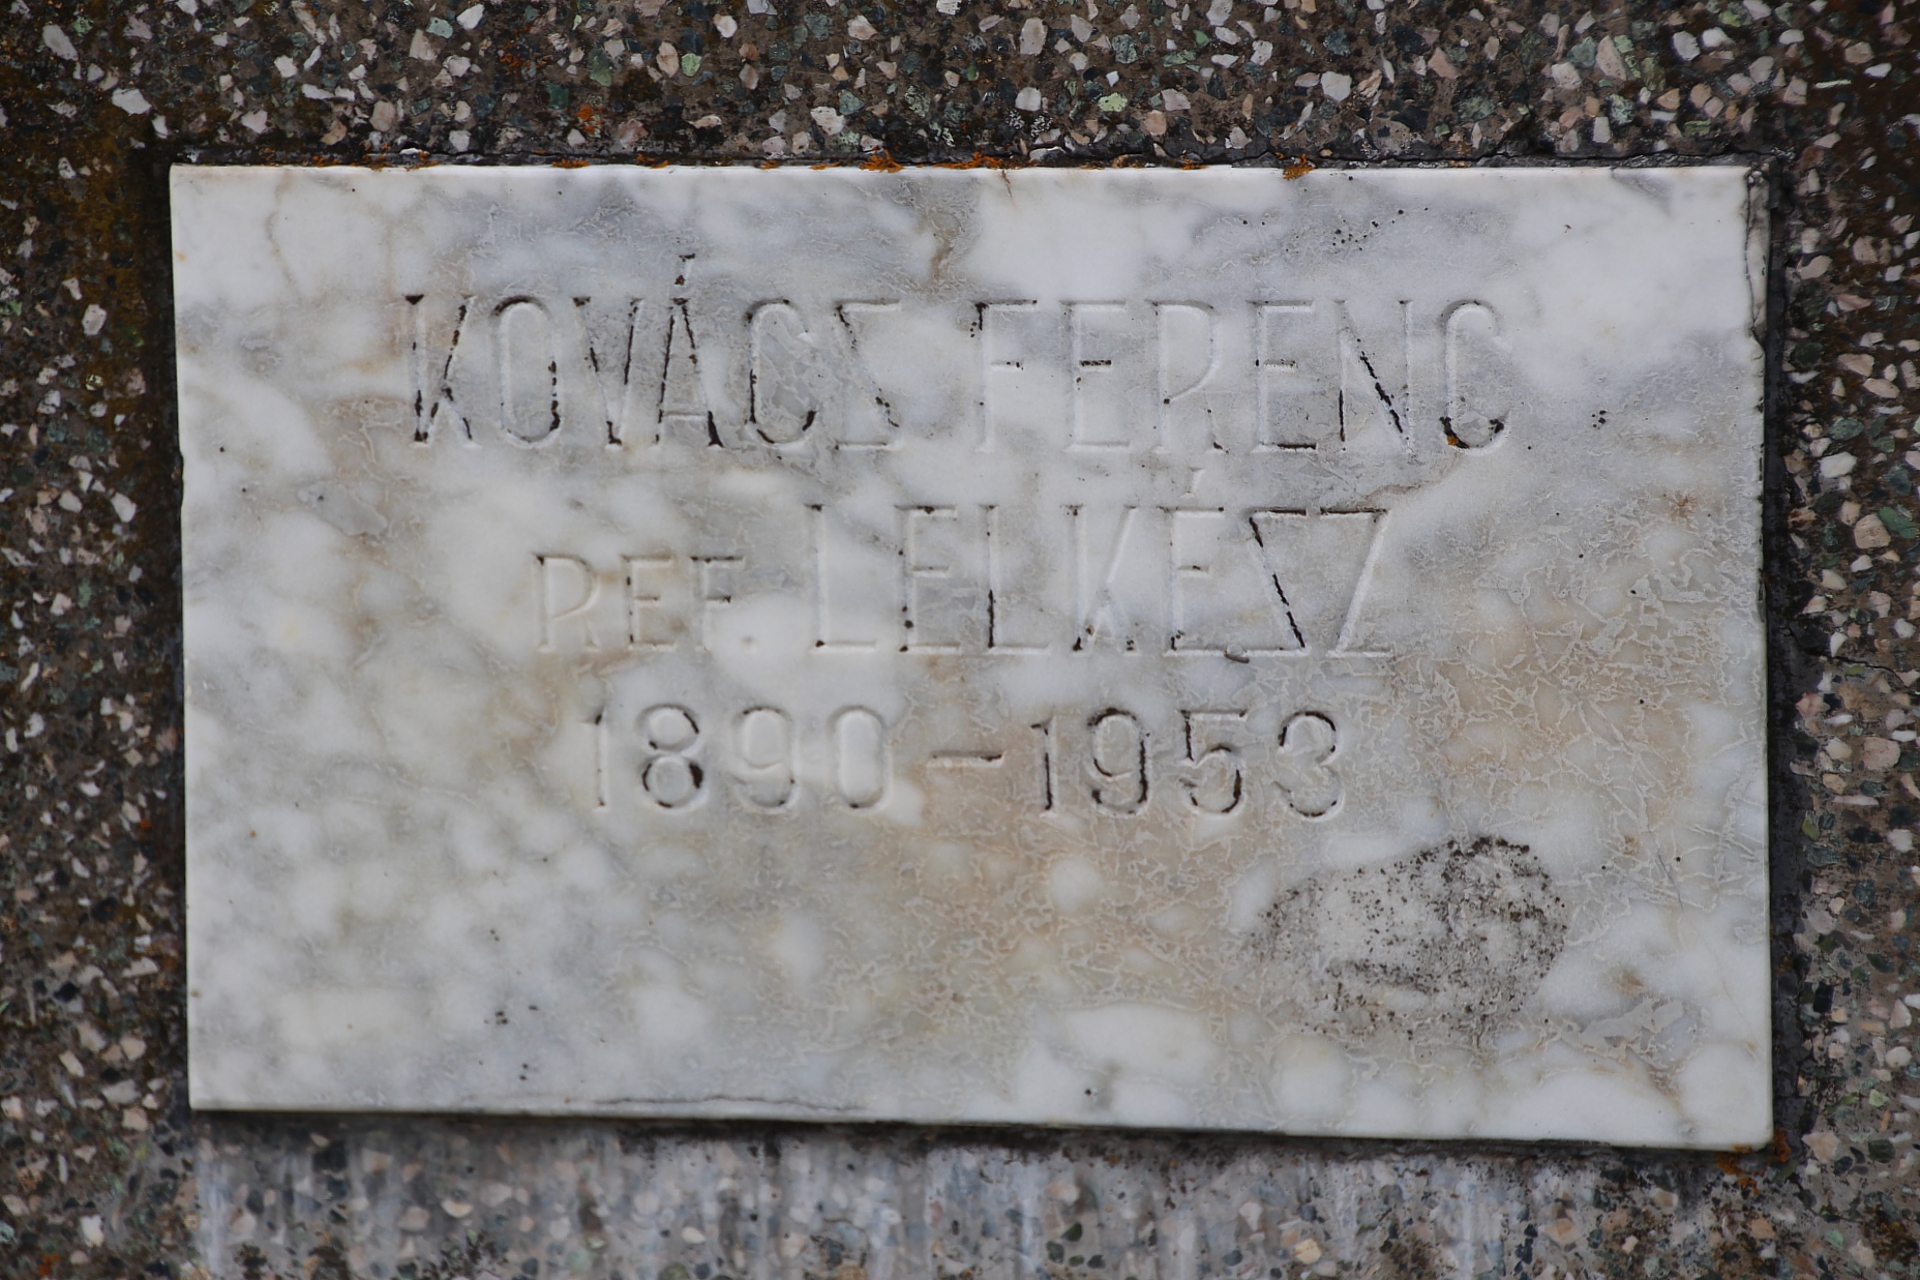 KOVÁCS FERENC
REF. LELKÉSZ
1890-1953